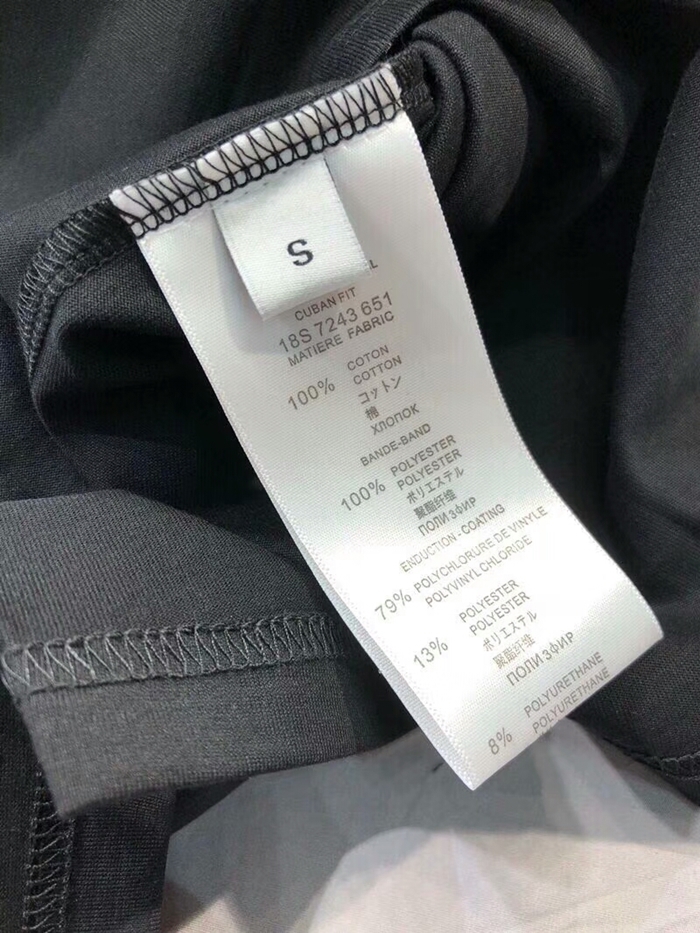 S
L
CUBAN FIT
18S 7243 651
MATIERE FABRIC
100% COTON
COTTON
コットン
棉
ХЛОПОК
BANDE-BAND
100% POLYESTER
POLYESTER
ポリエステル
聚酯纤维
ПОЛИЭФИР
ENDUCTION-COATING
79% POLYCHLORURE DE VINYLE
POLYVINYL CHLORIDE
13% POLYESTER
POLYESTER
ポリエステル
聚酯纤维
ПОЛИЭФИР
8% POLYURETHANE
POLYURETHANE